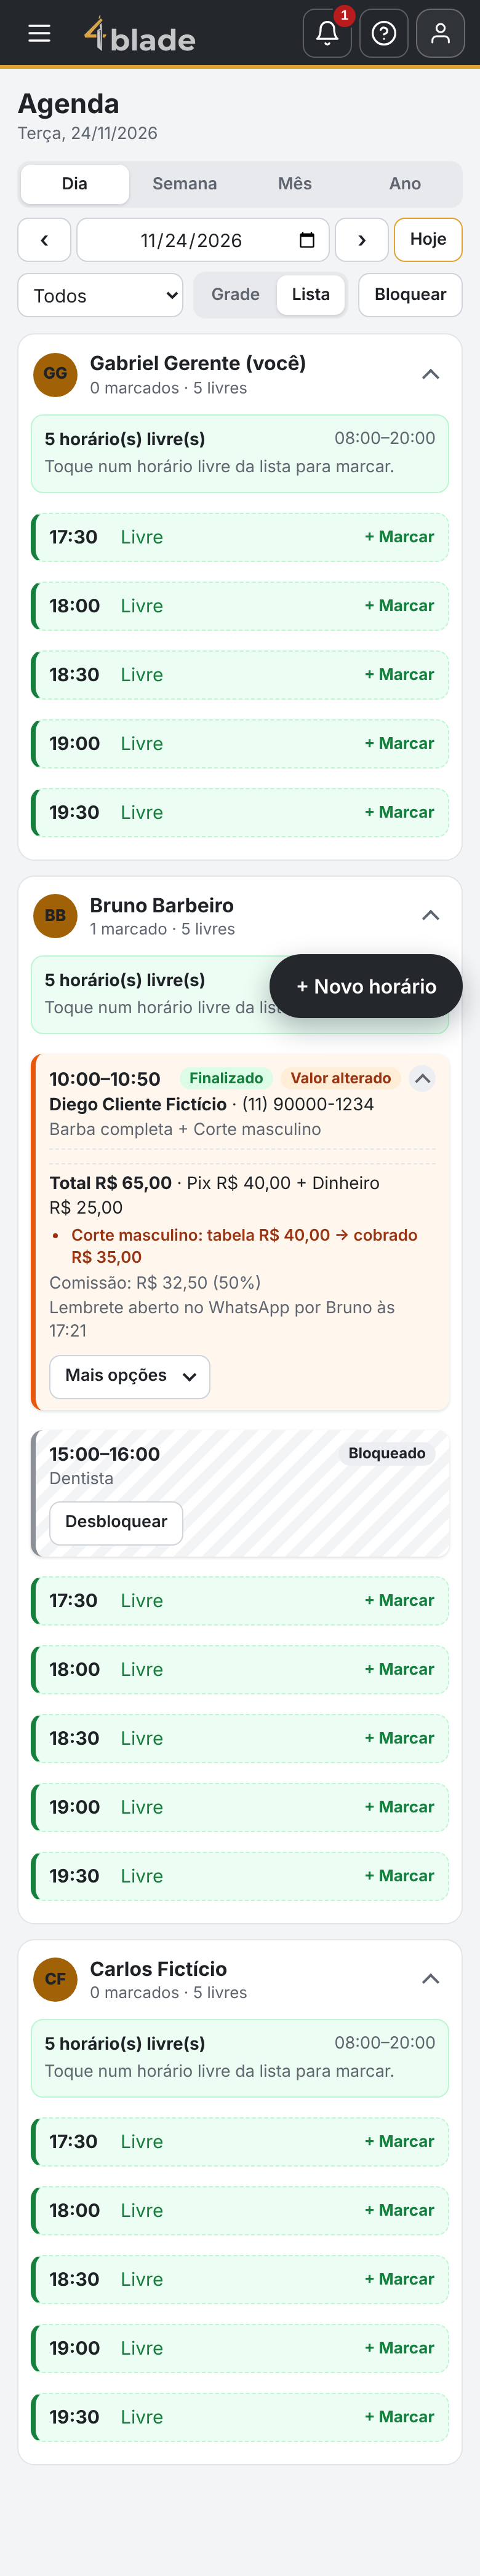 4blade
1
Agenda
Terça, 24/11/2026
Dia
Semana
Mês
Ano
11/24/2026
Hoje
Todos
Grade
Lista
Bloquear
GG
Gabriel Gerente (você)
0 marcados · 5 livres
5 horário(s) livre(s)
08:00–20:00
Toque num horário livre da lista para marcar.
17:30 Livre + Marcar
18:00 Livre + Marcar
18:30 Livre + Marcar
19:00 Livre + Marcar
19:30 Livre + Marcar
BB
Bruno Barbeiro
1 marcado · 5 livres
5 horário(s) livre(s)
Toque num horário livre da
+ Novo horário
10:00–10:50
Finalizado
Valor alterado
Diego Cliente Fictício · (11) 90000-1234
Barba completa + Corte masculino
Total R$ 65,00 · Pix R$ 40,00 + Dinheiro
R$ 25,00
• Corte masculino: tabela R$ 40,00 → cobrado
R$ 35,00
Comissão: R$ 32,50 (50%)
Lembrete aberto no WhatsApp por Bruno às
17:21
Mais opções
15:00–16:00
Bloqueado
Dentista
Desbloquear
17:30 Livre + Marcar
18:00 Livre + Marcar
18:30 Livre + Marcar
19:00 Livre + Marcar
19:30 Livre + Marcar
CF
Carlos Fictício
0 marcados · 5 livres
5 horário(s) livre(s)
08:00–20:00
Toque num horário livre da lista para marcar.
17:30 Livre + Marcar
18:00 Livre + Marcar
18:30 Livre + Marcar
19:00 Livre + Marcar
19:30 Livre + Marcar